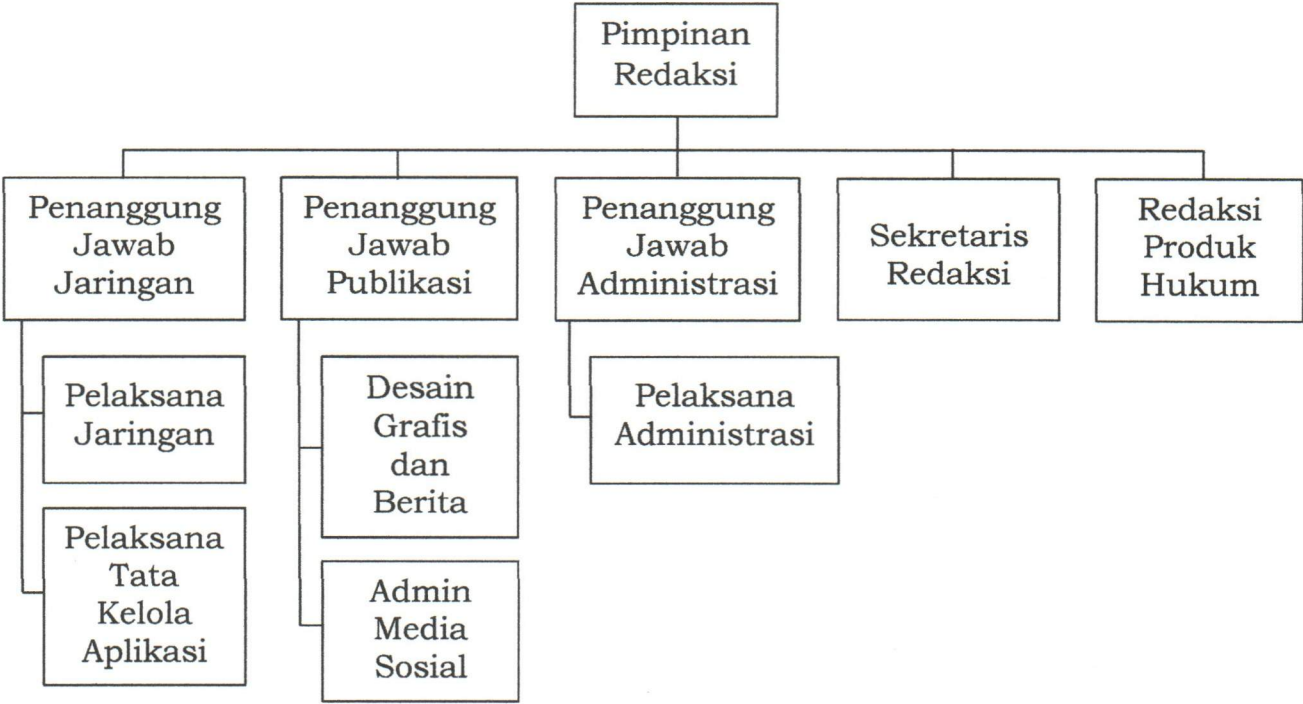 Pimpinan
Redaksi
Penanggung
Jawab
Jaringan
Penanggung
Jawab
Publikasi
Penanggung
Jawab
Administrasi
Sekretaris
Redaksi
Redaksi
Produk
Hukum
Pelaksana
Jaringan
Pelaksana
Tata
Kelola
Aplikasi
Desain
Grafis
dan
Berita
Admin
Media
Sosial
Pelaksana
Administrasi